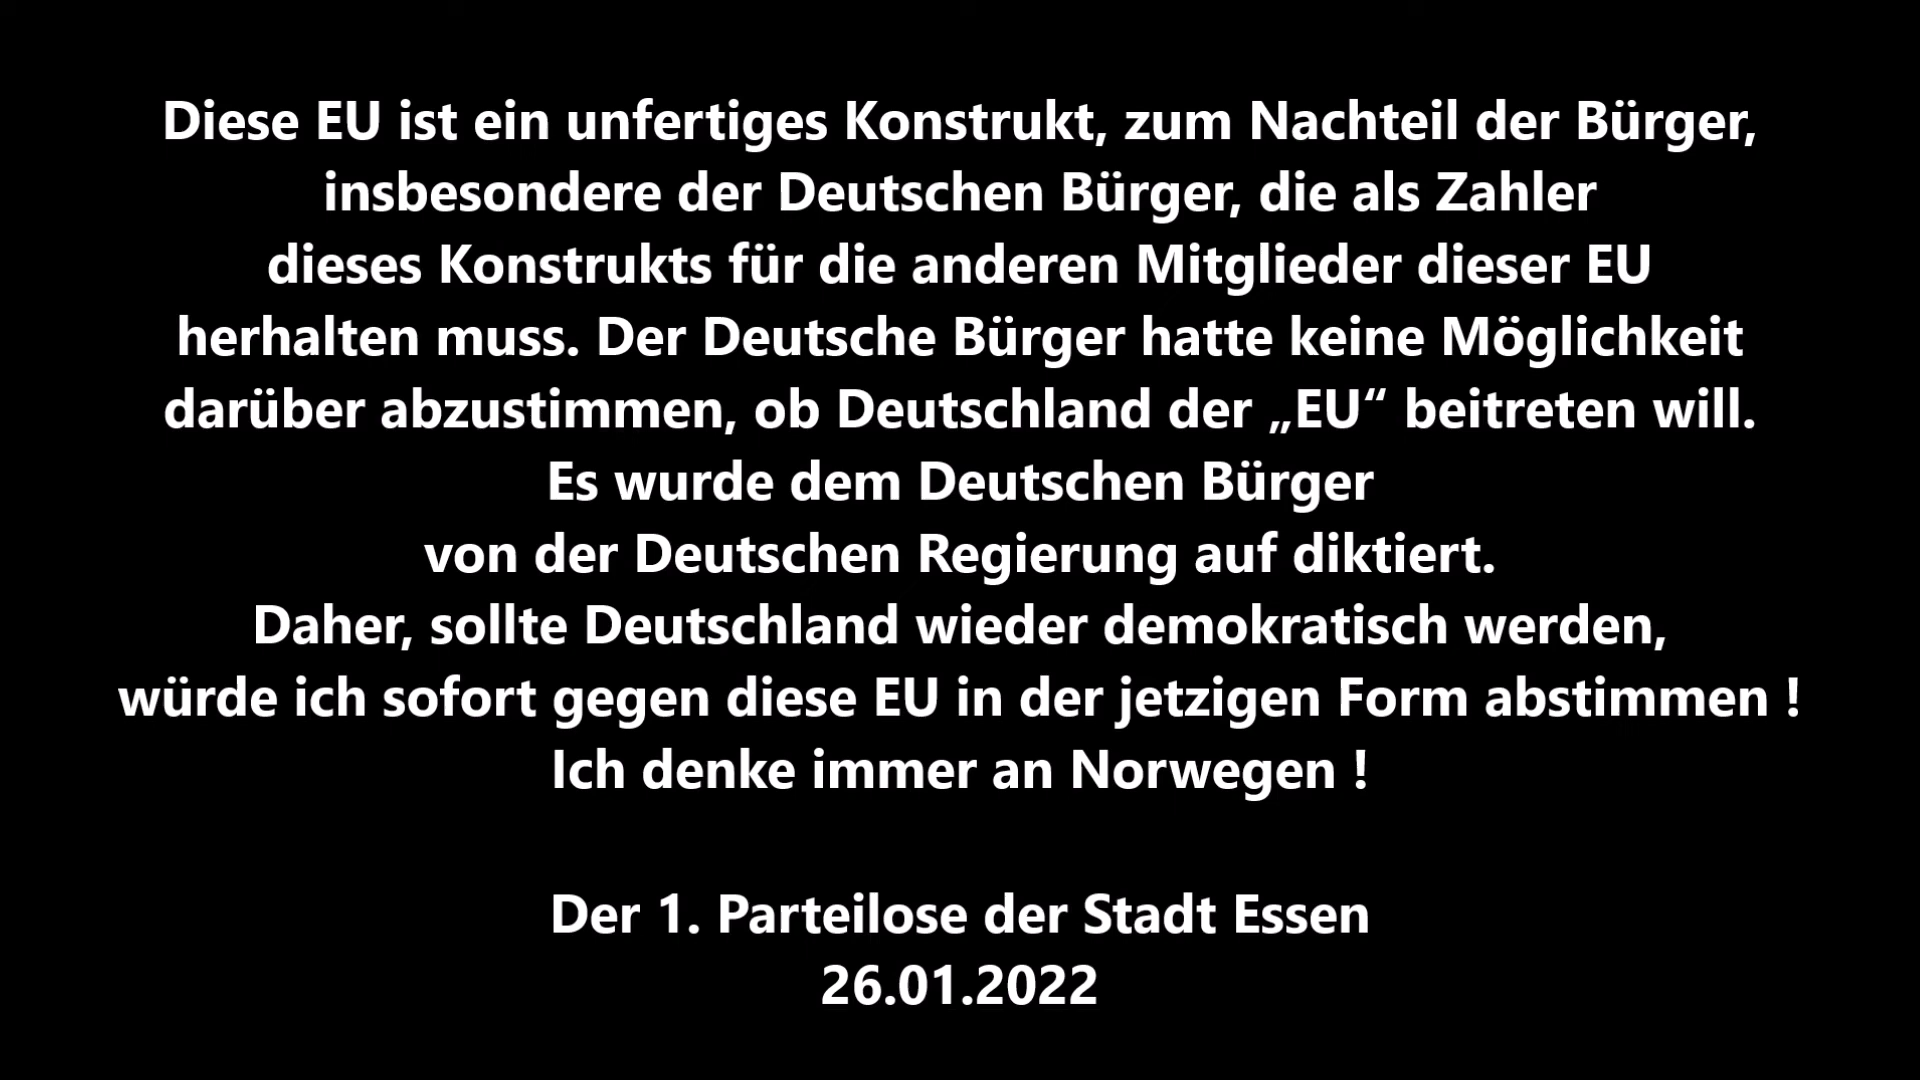 Diese EU ist ein unfertiges Konstrukt, zum Nachteil der Bürger,
insbesondere der Deutschen Bürger, die als Zahler
dieses Konstrukts für die anderen Mitglieder dieser EU
herhalten muss. Der Deutsche Bürger hatte keine Möglichkeit
darüber abzustimmen, ob Deutschland der „EU“ beitreten will.
Es wurde dem Deutschen Bürger
von der Deutschen Regierung auf diktiert.
Daher, sollte Deutschland wieder demokratisch werden,
würde ich sofort gegen diese EU in der jetzigen Form abstimmen !
Ich denke immer an Norwegen !
Der 1. Parteilose der Stadt Essen
26.01.2022